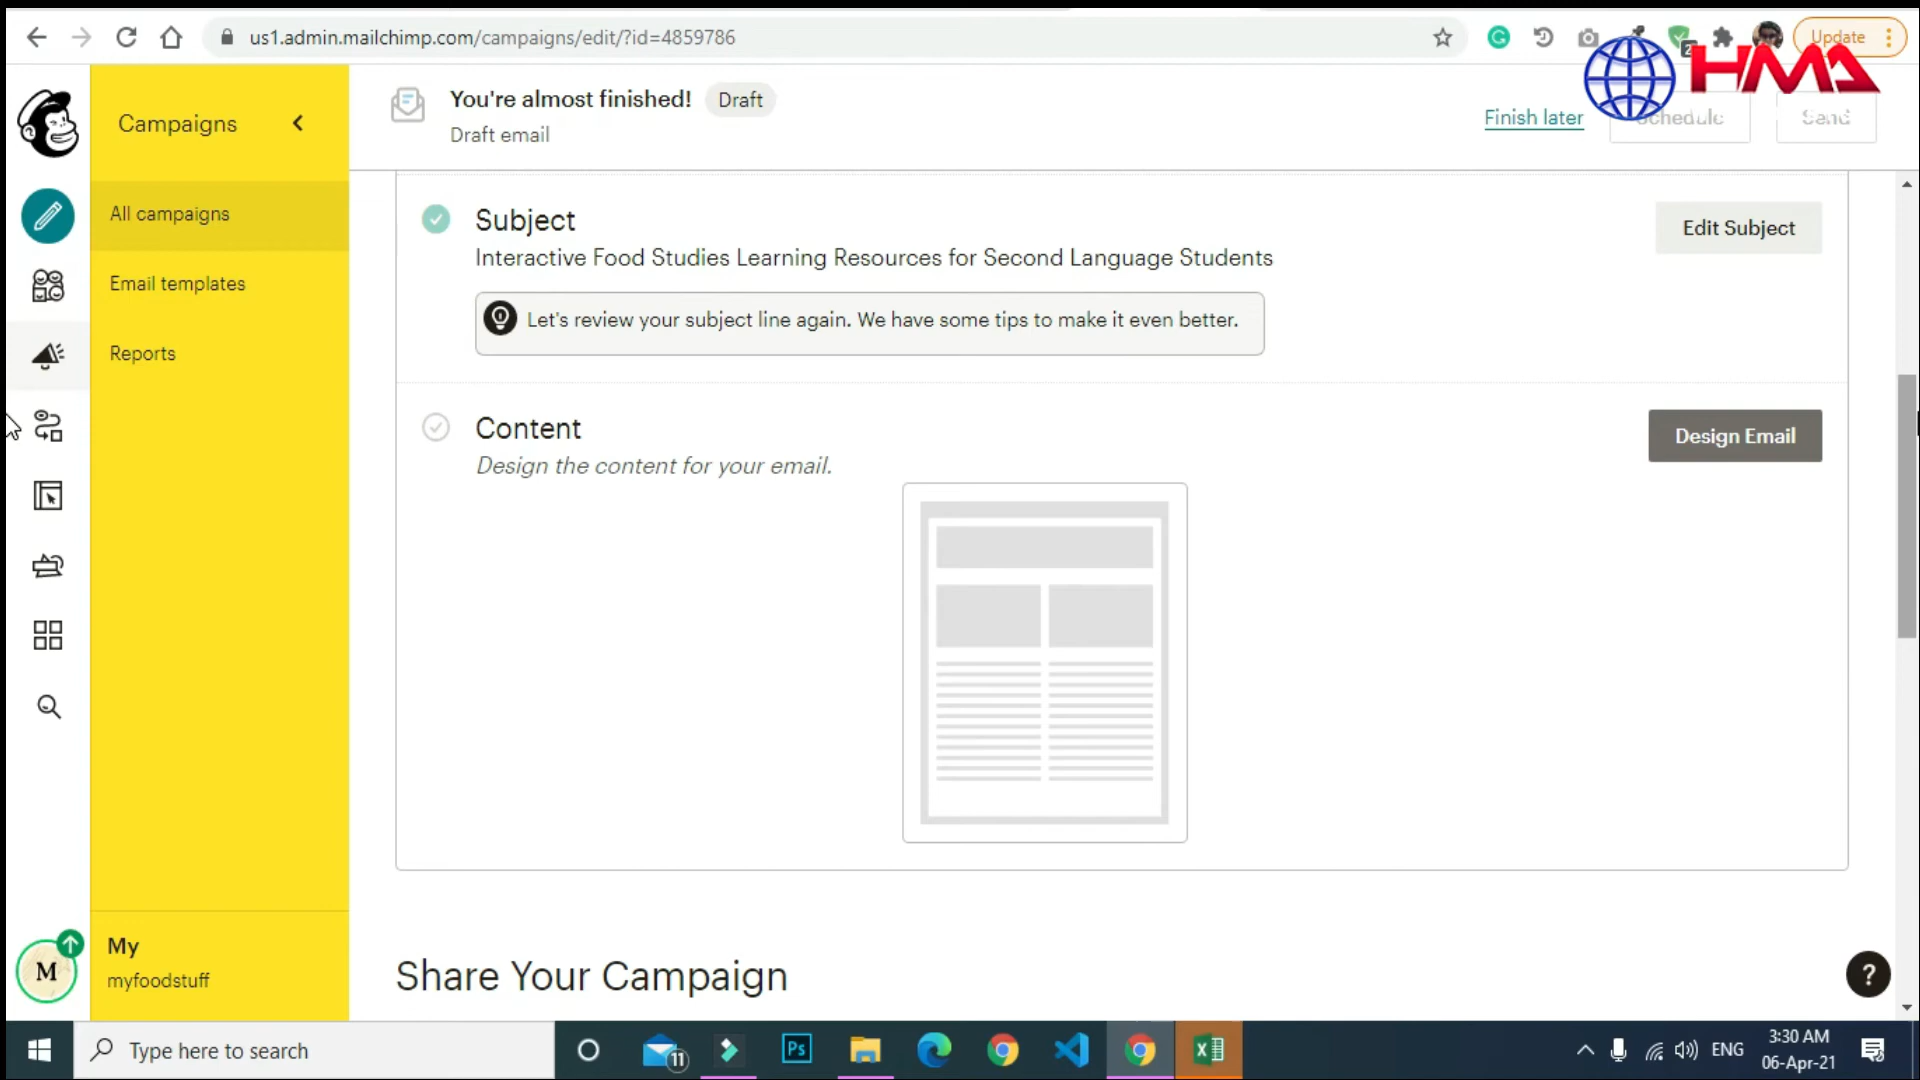 us1.admin.mailchimp.com/campaigns/edit/?id=4859786
Update
HMA
Campaigns
You're almost finished! Draft
Draft email
Finish later
Schedule
Send
All campaigns
Email templates
Reports
Subject
Interactive Food Studies Learning Resources for Second Language Students
Edit Subject
Let's review your subject line again. We have some tips to make it even better.
Content
Design the content for your email.
Design Email
Share Your Campaign
M
My
myfoodstuff
?
Type here to search
11
Ps
ENG
3:30 AM
06-Apr-21